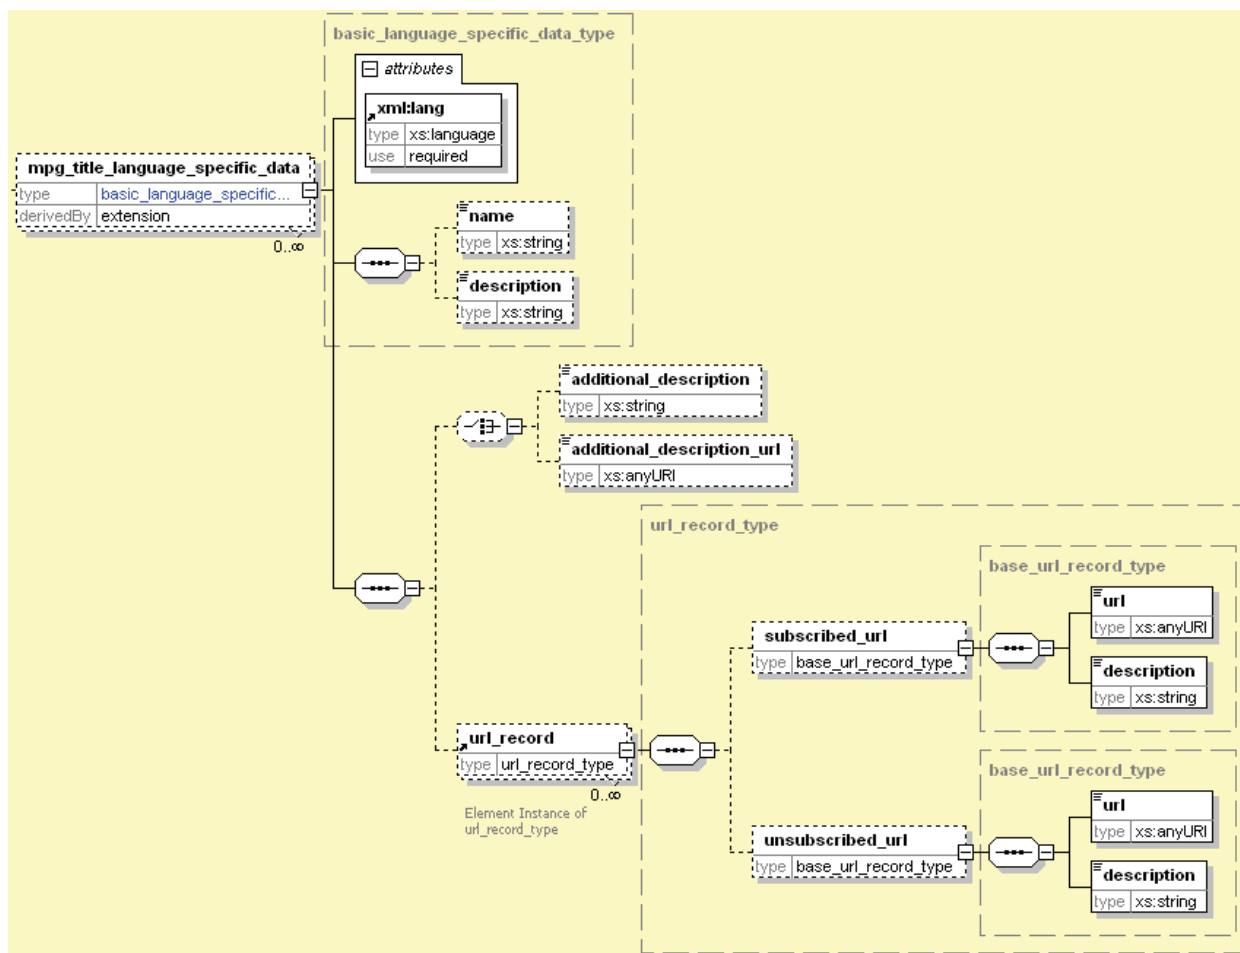 basic_language_specific_data_type
attributes
xml:lang
type xs:language
use required
mpg_title_language_specific_data
type basic_language_specific...
derivedBy extension
0..∞
name
type xs:string
description
type xs:string
additional_description
type xs:string
additional_description_url
type xs:anyURI
url_record_type
base_url_record_type
url
type xs:anyURI
subscribed_url
type base_url_record_type
description
type xs:string
url_record
type url_record_type
0..∞
Element Instance of
url_record_type
base_url_record_type
url
type xs:anyURI
unsubscribed_url
type base_url_record_type
description
type xs:string